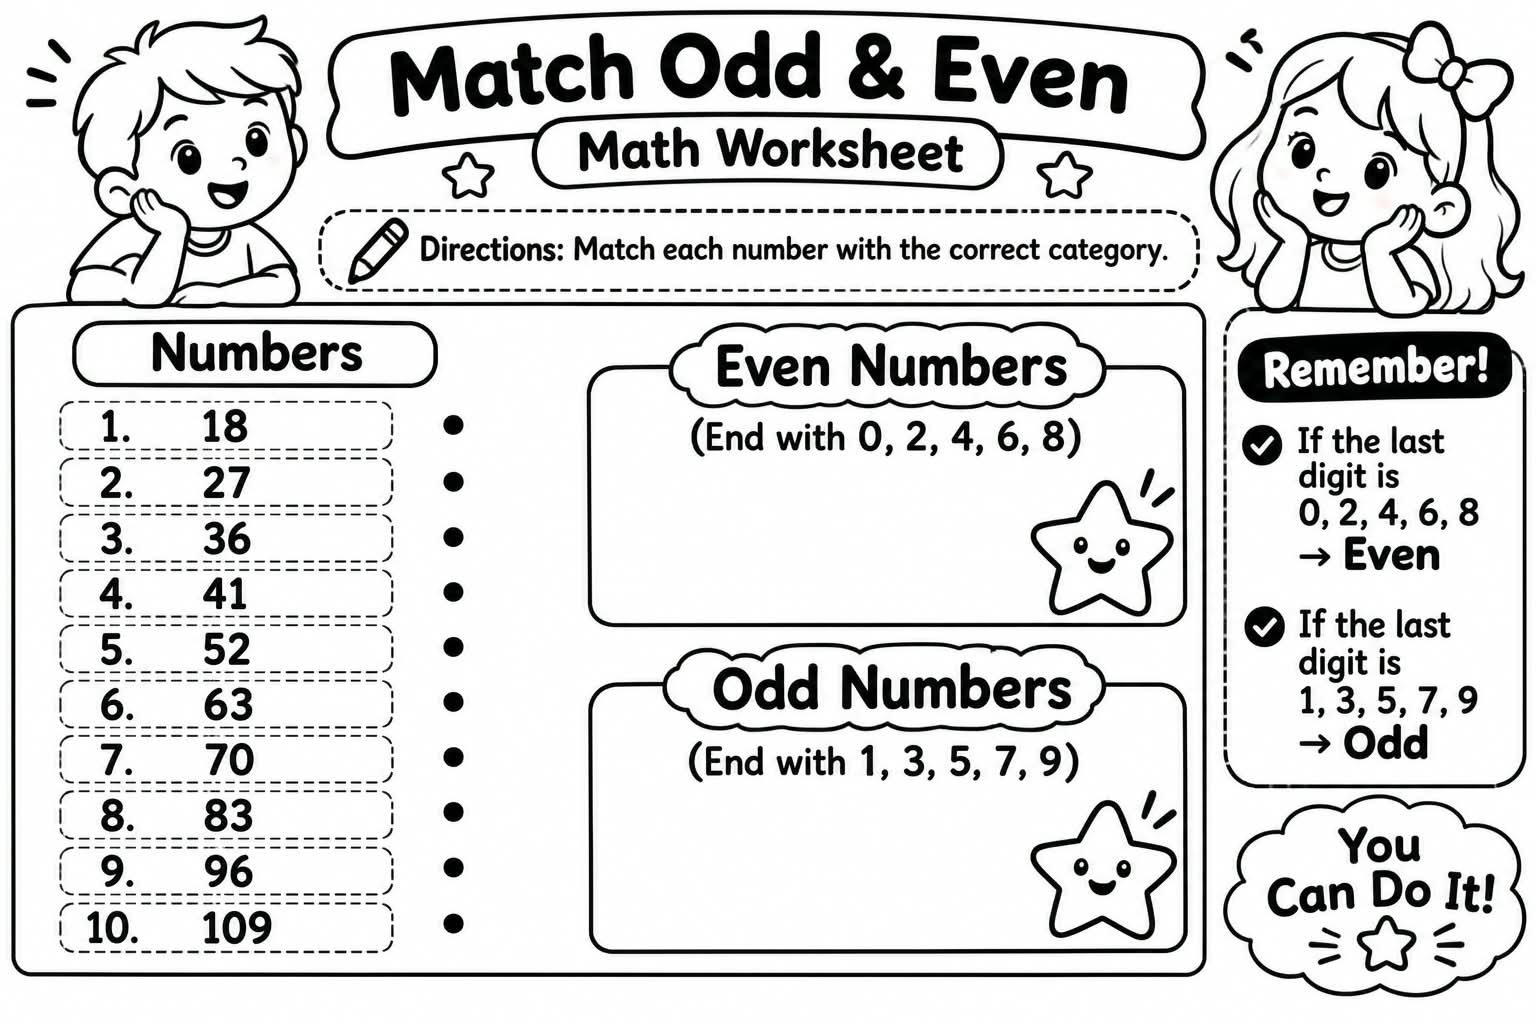 Match Odd & Even
Math Worksheet
Directions: Match each number with the correct category.
Numbers
1. 18
2. 27
3. 36
4. 41
5. 52
6. 63
7. 70
8. 83
9. 96
10. 109
Even Numbers
(End with 0, 2, 4, 6, 8)
Odd Numbers
(End with 1, 3, 5, 7, 9)
Remember!
If the last
digit is
0, 2, 4, 6, 8
→ Even
If the last
digit is
1, 3, 5, 7, 9
→ Odd
You
Can Do It!